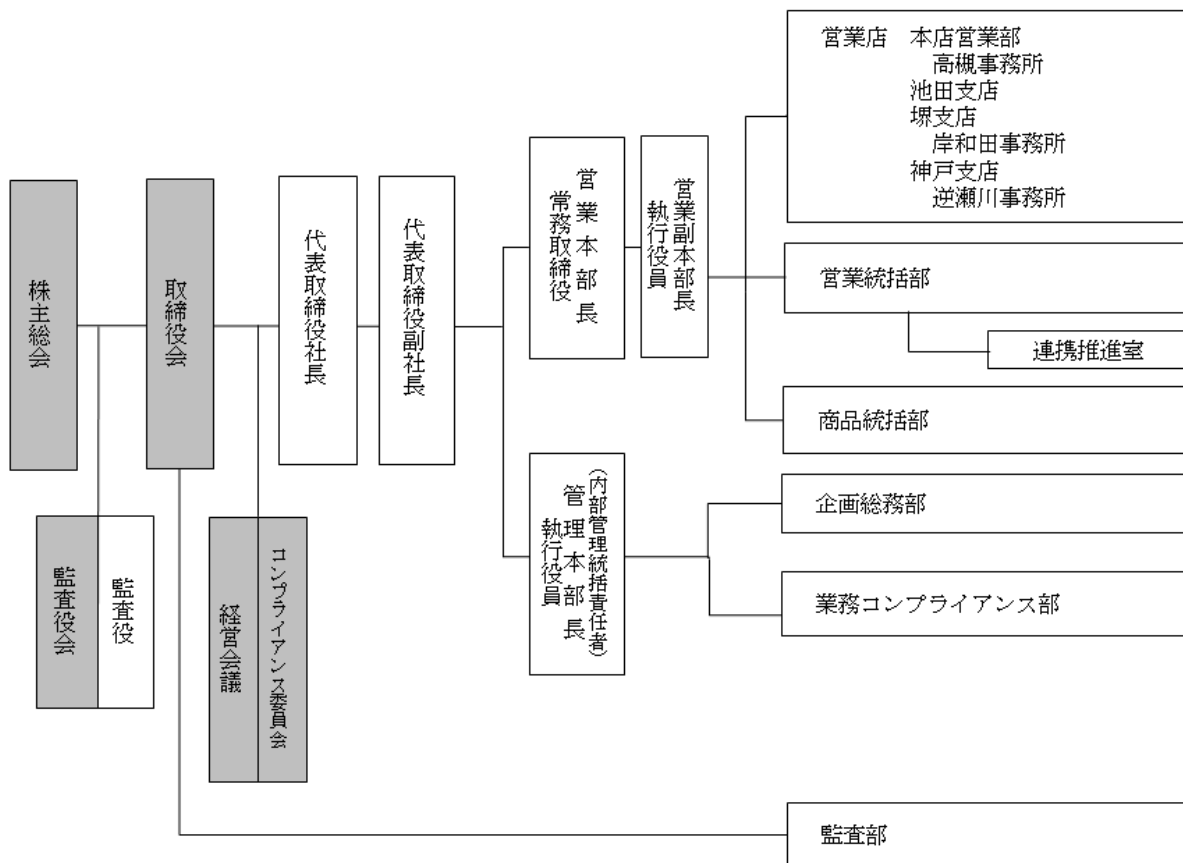 株主総会
監査役会
監査役
取締役会
経営会議
コンプライアンス委員会
代表取締役社長
代表取締役副社長
営業本部長
常務取締役
営業副本部長
執行役員
(内部管理統括責任者)
管理本部長
執行役員
営業店 本店営業部
高槻事務所
池田支店
堺支店
岸和田事務所
神戸支店
逆瀬川事務所
営業統括部
連携推進室
商品統括部
企画総務部
業務コンプライアンス部
監査部